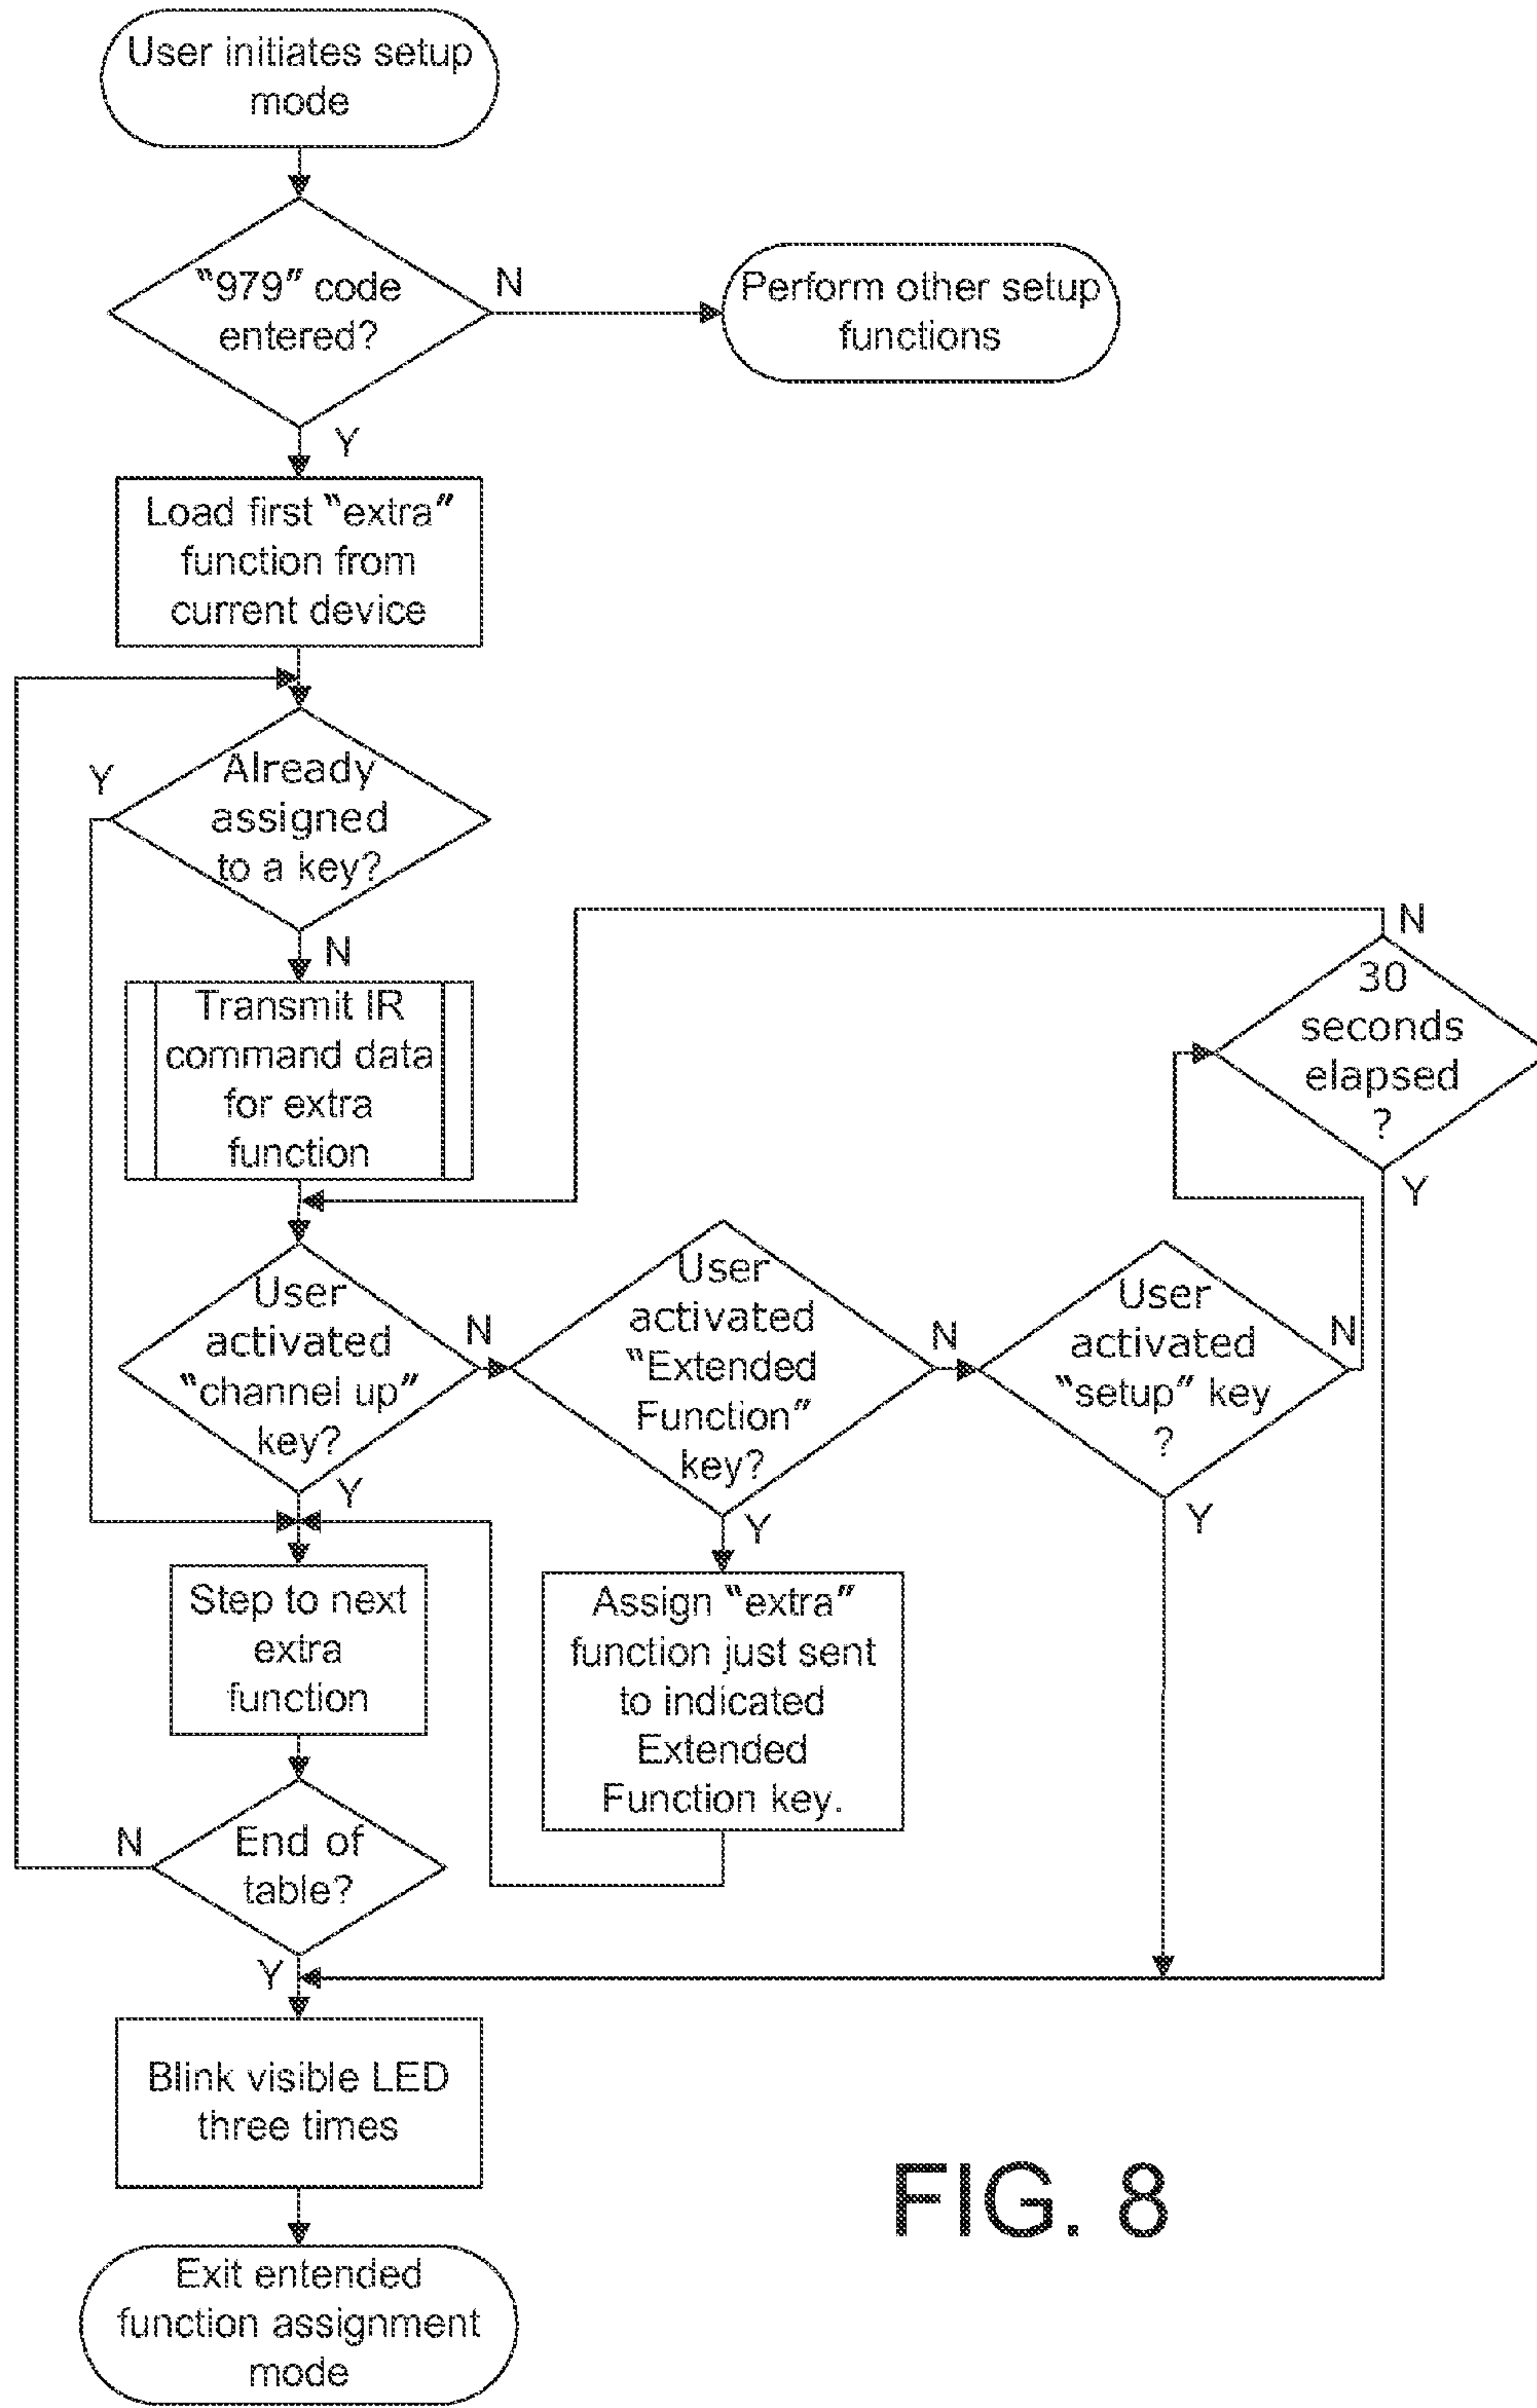 User initiates setup
mode
“979” code
entered?
N
Perform other setup
functions
Y
Load first “extra”
function from
current device
Y
Already
assigned
to a key?
N
Transmit IR
command data
for extra
function
N
30
seconds
elapsed
?
Y
User
activated
“channel up”
key?
N
Y
User
activated
“Extended
Function”
key?
N
Y
User
activated
“setup” key
?
N
Y
Step to next
extra
function
Assign “extra”
function just sent
to indicated
Extended
Function key.
N
End of
table?
Y
Blink visible LED
three times
Exit entended
function assignment
mode
FIG. 8